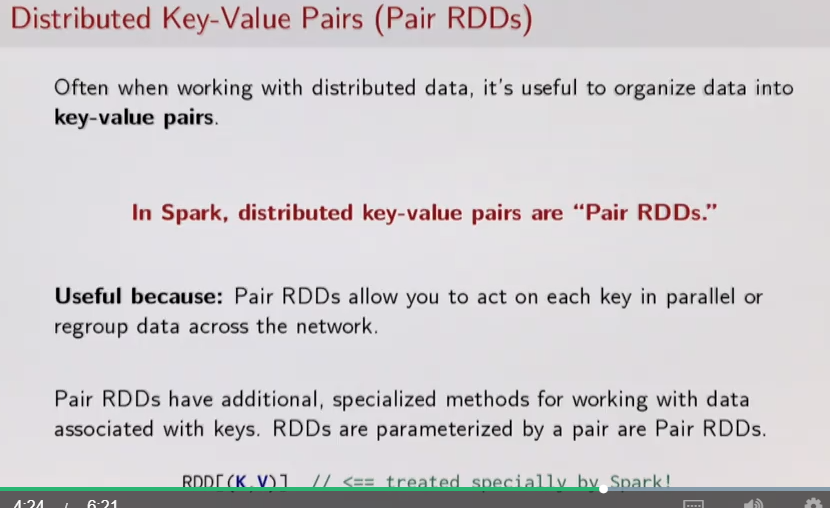 Distributed Key-Value Pairs (Pair RDDs)
Often when working with distributed data, it's useful to organize data into
key-value pairs.
In Spark, distributed key-value pairs are “Pair RDDs.”
Useful because: Pair RDDs allow you to act on each key in parallel or
regroup data across the network.
Pair RDDs have additional, specialized methods for working with data
associated with keys. RDDs are parameterized by a pair are Pair RDDs.
RDD[(K,V)] // <== treated specially by Spark!
4:24 / 6:21